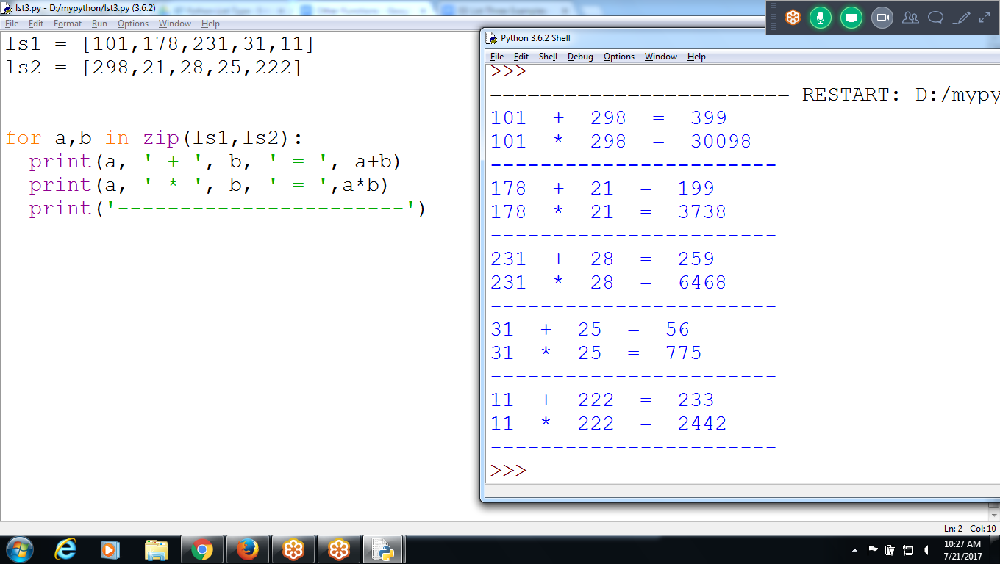 lst3.py - D:/mypython/lst3.py (3.6.2)
File Edit Format Run Options Window Help
ls1 = [101,178,231,31,11]
ls2 = [298,21,28,25,222]
for a,b in zip(ls1,ls2):
  print(a, ' + ', b, ' = ', a+b)
  print(a, ' * ', b, ' = ',a*b)
  print('-----------------------')
Python 3.6.2 Shell
File Edit Shell Debug Options Window Help
>>>
======================== RESTART: D:/mypy
101  +  298  =  399
101  *  298  =  30098
-----------------------
178  +  21  =  199
178  *  21  =  3738
-----------------------
231  +  28  =  259
231  *  28  =  6468
-----------------------
31  +  25  =  56
31  *  25  =  775
-----------------------
11  +  222  =  233
11  *  222  =  2442
-----------------------
>>>
Ln: 2 Col: 10
10:27 AM
7/21/2017